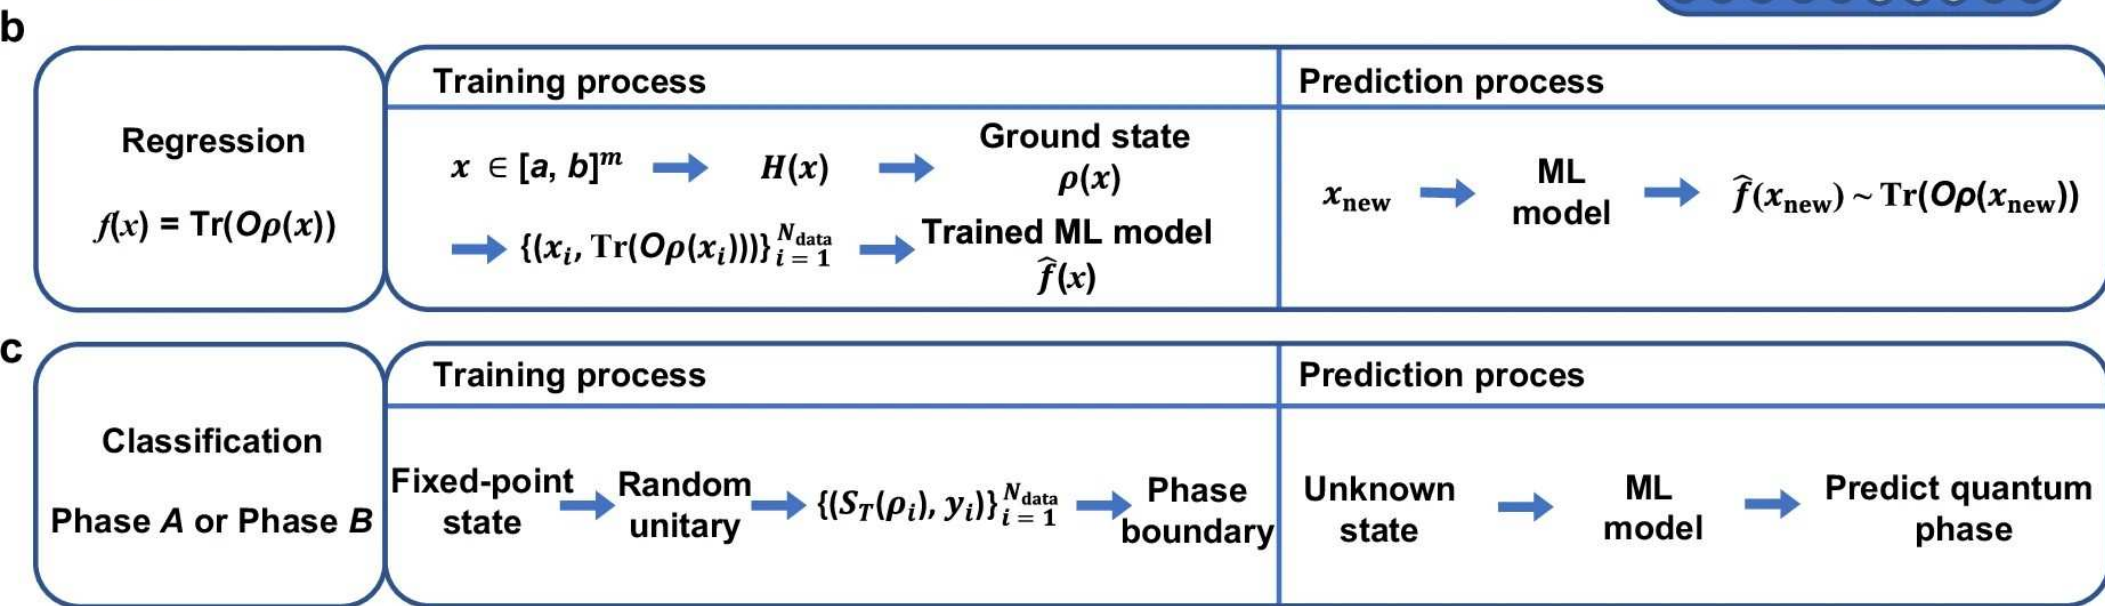 b
Regression
f(x) = Tr(Oρ(x))
Training process
x ∈ [a, b]^m → H(x) → Ground state
ρ(x)
→ {(x_i, Tr(Oρ(x_i)))}_{i = 1}^{N_data} → Trained ML model
f̂(x)
Prediction process
x_new → ML
model → f̂(x_new) ~ Tr(Oρ(x_new))
c
Classification
Phase A or Phase B
Training process
Fixed-point
state → Random
unitary → {(S_T(ρ_i), y_i)}_{i = 1}^{N_data} → Phase
boundary
Prediction proces
Unknown
state → ML
model → Predict quantum
phase